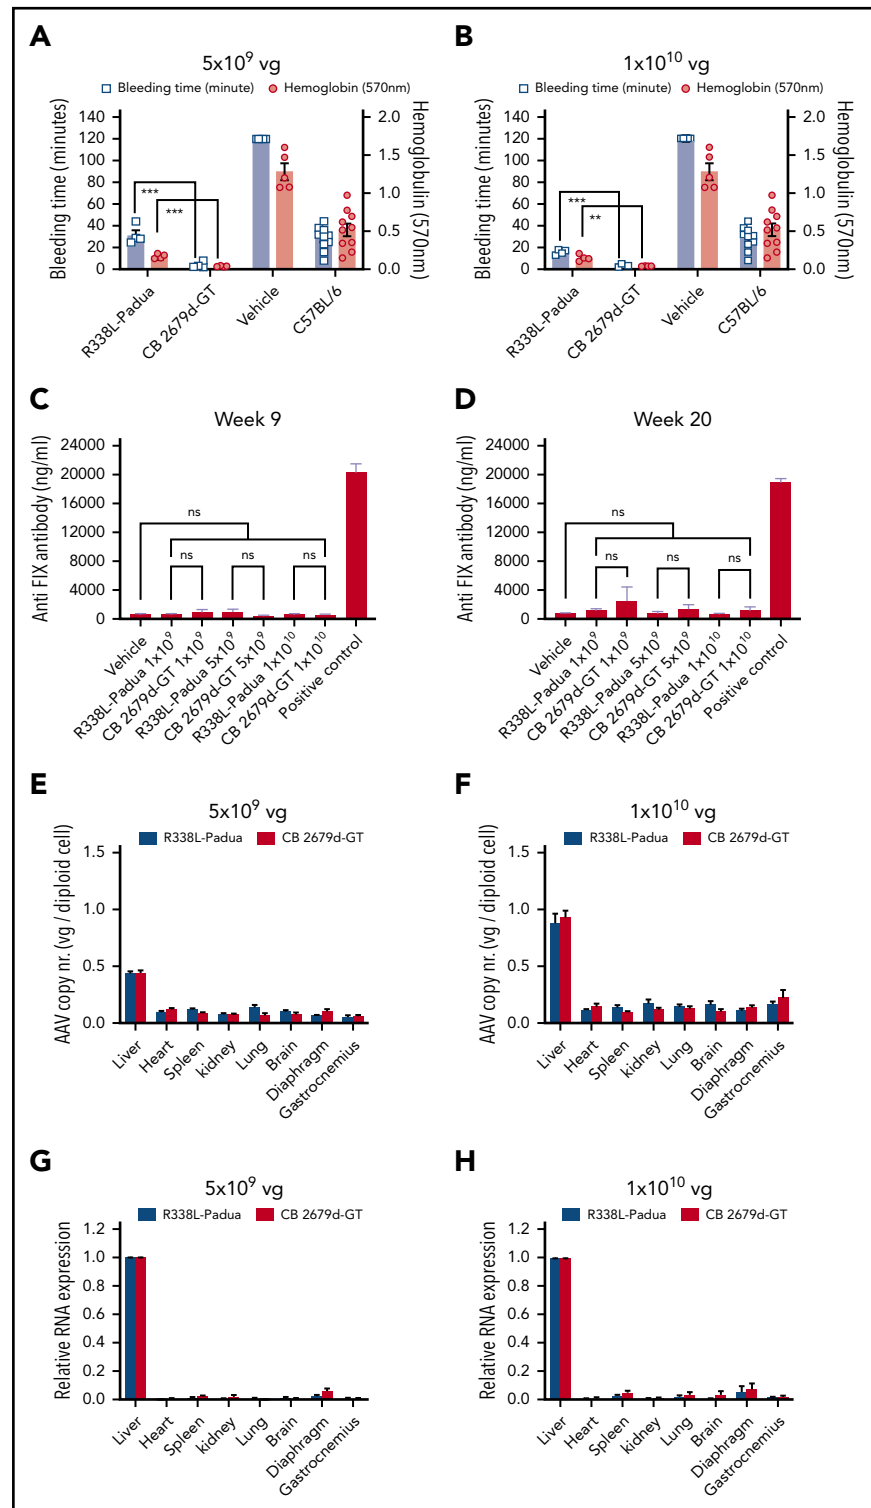 A
5x10⁹ vg
Bleeding time (minute) Hemoglobin (570nm)
Bleeding time (minutes)
140
120
100
80
60
40
20
0
*** ***
2.0
1.5
1.0
0.5
0.0
Hemoglobulin (570nm)
R338L-Padua CB 2679d-GT Vehicle C57BL/6
B
1x10¹⁰ vg
Bleeding time (minute) Hemoglobin (570nm)
Bleeding time (minutes)
140
120
100
80
60
40
20
0
*** **
2.0
1.5
1.0
0.5
0.0
Hemoglobulin (570nm)
R338L-Padua CB 2679d-GT Vehicle C57BL/6
C
Week 9
Anti FIX antibody (ng/ml)
24000
20000
16000
12000
8000
4000
0
ns
ns ns ns
Vehicle
R338L-Padua 1x10⁹
CB 2679d-GT 1x10⁹
R338L-Padua 5x10⁹
CB 2679d-GT 5x10⁹
R338L-Padua 1x10¹⁰
CB 2679d-GT 1x10¹⁰
Positive control
D
Week 20
Anti FIX antibody (ng/ml)
24000
20000
16000
12000
8000
4000
0
ns
ns ns ns
Vehicle
R338L-Padua 1x10⁹
CB 2679d-GT 1x10⁹
R338L-Padua 5x10⁹
CB 2679d-GT 5x10⁹
R338L-Padua 1x10¹⁰
CB 2679d-GT 1x10¹⁰
Positive control
E
5x10⁹ vg
R338L-Padua CB 2679d-GT
AAV copy nr. (vg / diploid cell)
1.5
1.0
0.5
0.0
Liver Heart Spleen kidney Lung Brain Diaphragm Gastrocnemius
F
1x10¹⁰ vg
R338L-Padua CB 2679d-GT
AAV copy nr. (vg / diploid cell)
1.5
1.0
0.5
0.0
Liver Heart Spleen kidney Lung Brain Diaphragm Gastrocnemius
G
5x10⁹ vg
R338L-Padua CB 2679d-GT
Relative RNA expression
1.2
1.0
0.8
0.6
0.4
0.2
0.0
Liver Heart Spleen kidney Lung Brain Diaphragm Gastrocnemius
H
1x10¹⁰ vg
R338L-Padua CB 2679d-GT
Relative RNA expression
1.2
1.0
0.8
0.6
0.4
0.2
0.0
Liver Heart Spleen kidney Lung Brain Diaphragm Gastrocnemius